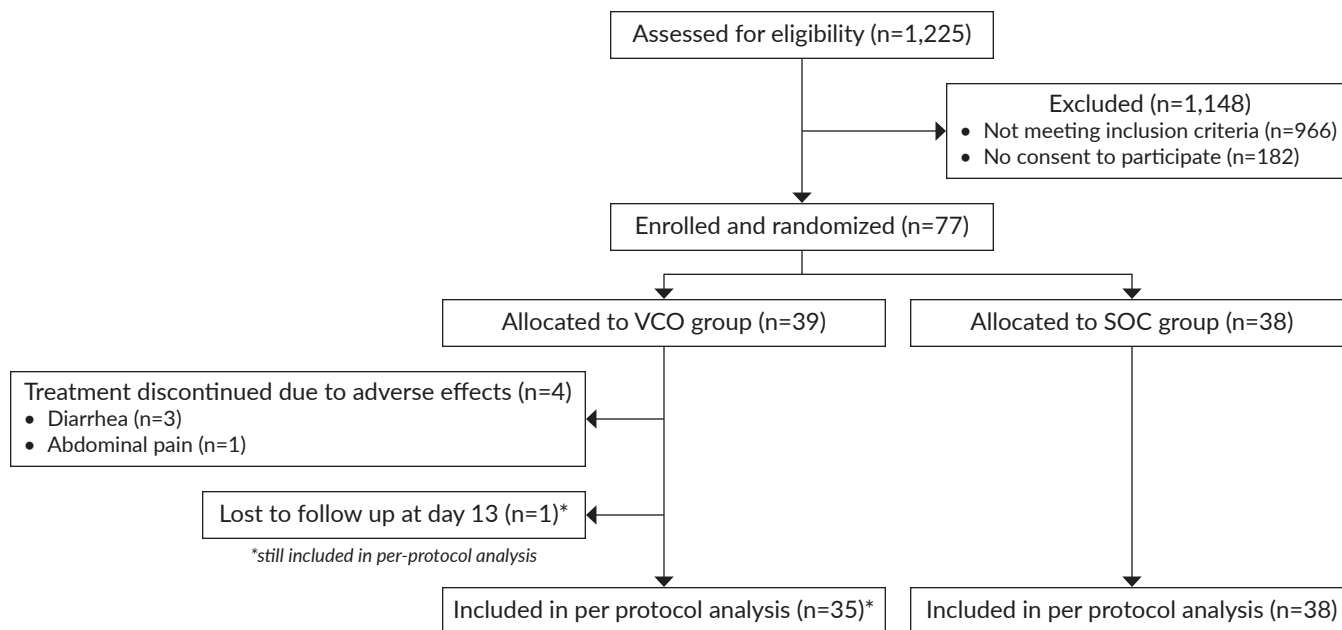 Assessed for eligibility (n=1,225)
Excluded (n=1,148)
• Not meeting inclusion criteria (n=966)
• No consent to participate (n=182)
Enrolled and randomized (n=77)
Allocated to VCO group (n=39)
Allocated to SOC group (n=38)
Treatment discontinued due to adverse effects (n=4)
• Diarrhea (n=3)
• Abdominal pain (n=1)
Lost to follow up at day 13 (n=1)*
*still included in per-protocol analysis
Included in per protocol analysis (n=35)*
Included in per protocol analysis (n=38)